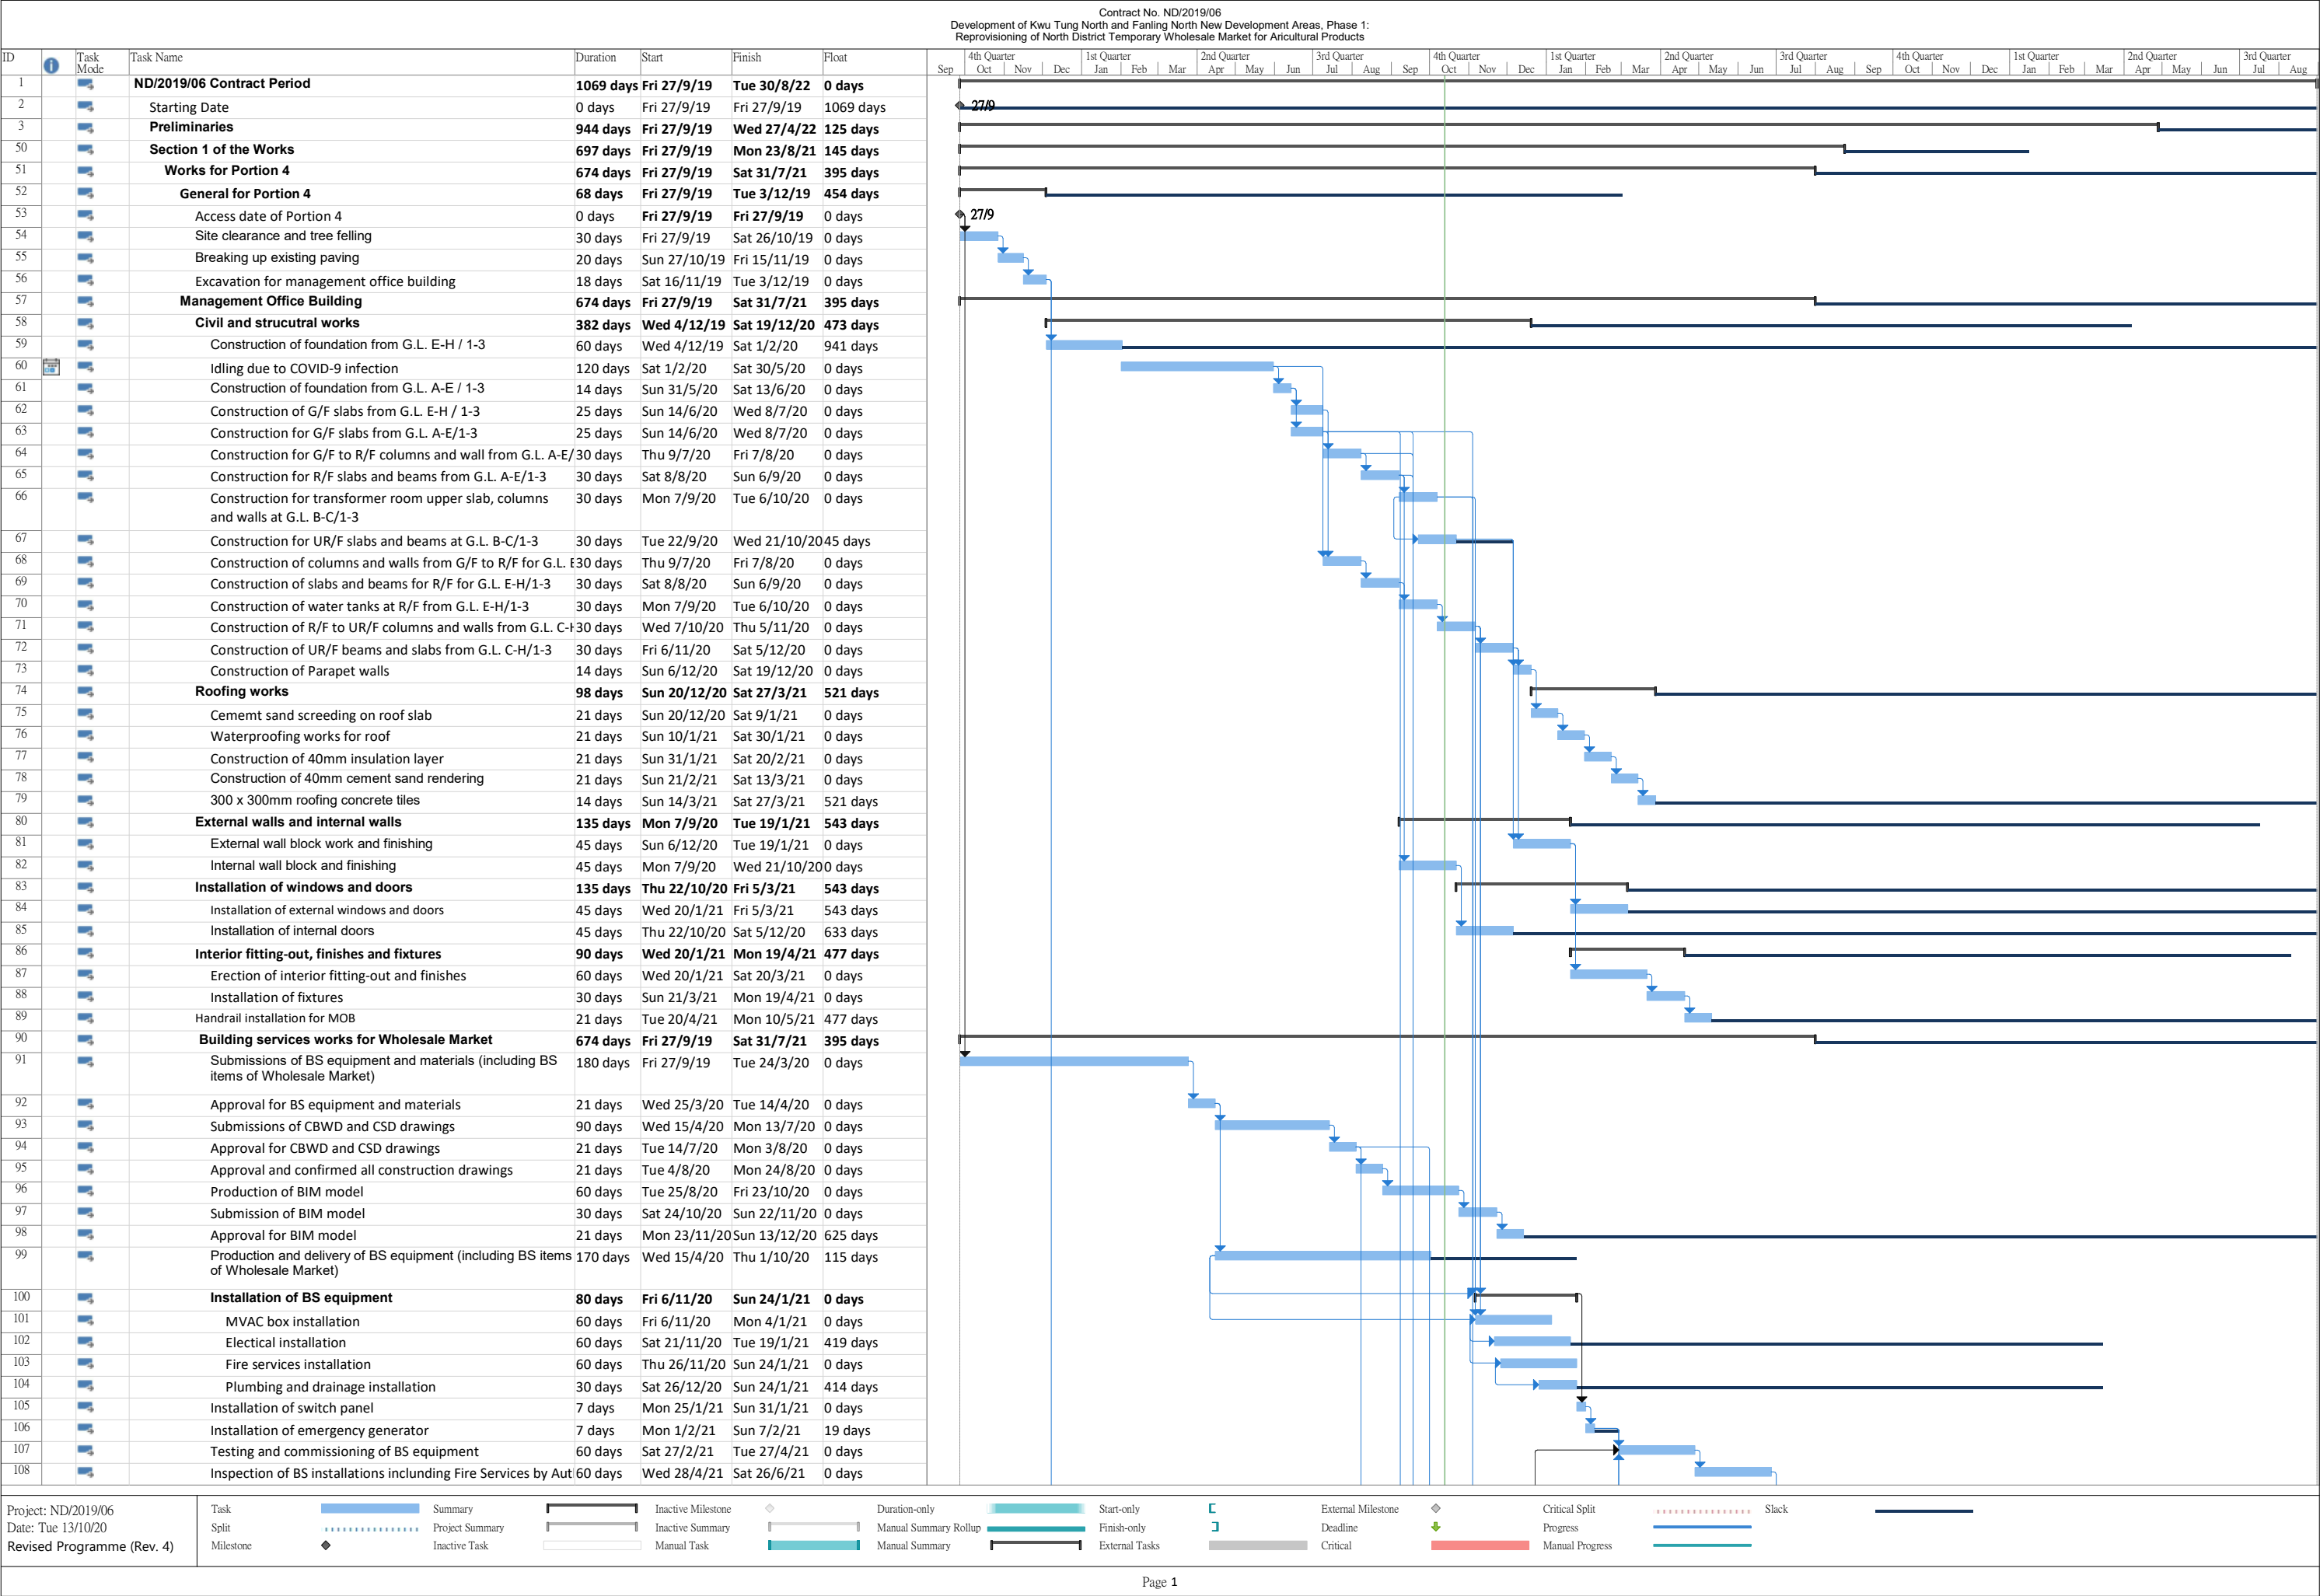 Contract No. ND/2019/06
Development of Kwu Tung North and Fanling North New Development Areas, Phase 1:
Reprovisioning of North District Temporary Wholesale Market for Aricultural Products
ID Task Mode Task Name Duration Start Finish Float
4th Quarter 1st Quarter 2nd Quarter 3rd Quarter 4th Quarter 1st Quarter 2nd Quarter 3rd Quarter 4th Quarter 1st Quarter 2nd Quarter 3rd Quarter
Sep Oct Nov Dec Jan Feb Mar Apr May Jun Jul Aug Sep Oct Nov Dec Jan Feb Mar Apr May Jun Jul Aug Sep Oct Nov Dec Jan Feb Mar Apr May Jun Jul Aug
1 ND/2019/06 Contract Period 1069 days Fri 27/9/19 Tue 30/8/22 0 days
2 Starting Date 0 days Fri 27/9/19 Fri 27/9/19 1069 days 27/9
3 Preliminaries 944 days Fri 27/9/19 Wed 27/4/22 125 days
50 Section 1 of the Works 697 days Fri 27/9/19 Mon 23/8/21 145 days
51 Works for Portion 4 674 days Fri 27/9/19 Sat 31/7/21 395 days
52 General for Portion 4 68 days Fri 27/9/19 Tue 3/12/19 454 days
53 Access date of Portion 4 0 days Fri 27/9/19 Fri 27/9/19 0 days 27/9
54 Site clearance and tree felling 30 days Fri 27/9/19 Sat 26/10/19 0 days
55 Breaking up existing paving 20 days Sun 27/10/19 Fri 15/11/19 0 days
56 Excavation for management office building 18 days Sat 16/11/19 Tue 3/12/19 0 days
57 Management Office Building 674 days Fri 27/9/19 Sat 31/7/21 395 days
58 Civil and strucutral works 382 days Wed 4/12/19 Sat 19/12/20 473 days
59 Construction of foundation from G.L. E-H / 1-3 60 days Wed 4/12/19 Sat 1/2/20 941 days
60 Idling due to COVID-9 infection 120 days Sat 1/2/20 Sat 30/5/20 0 days
61 Construction of foundation from G.L. A-E / 1-3 14 days Sun 31/5/20 Sat 13/6/20 0 days
62 Construction of G/F slabs from G.L. E-H / 1-3 25 days Sun 14/6/20 Wed 8/7/20 0 days
63 Construction for G/F slabs from G.L. A-E/1-3 25 days Sun 14/6/20 Wed 8/7/20 0 days
64 Construction for G/F to R/F columns and wall from G.L. A-E/ 30 days Thu 9/7/20 Fri 7/8/20 0 days
65 Construction for R/F slabs and beams from G.L. A-E/1-3 30 days Sat 8/8/20 Sun 6/9/20 0 days
66 Construction for transformer room upper slab, columns 30 days Mon 7/9/20 Tue 6/10/20 0 days
and walls at G.L. B-C/1-3
67 Construction for UR/F slabs and beams at G.L. B-C/1-3 30 days Tue 22/9/20 Wed 21/10/20 45 days
68 Construction of columns and walls from G/F to R/F for G.L. E 30 days Thu 9/7/20 Fri 7/8/20 0 days
69 Construction of slabs and beams for R/F for G.L. E-H/1-3 30 days Sat 8/8/20 Sun 6/9/20 0 days
70 Construction of water tanks at R/F from G.L. E-H/1-3 30 days Mon 7/9/20 Tue 6/10/20 0 days
71 Construction of R/F to UR/F columns and walls from G.L. C-H 30 days Wed 7/10/20 Thu 5/11/20 0 days
72 Construction of UR/F beams and slabs from G.L. C-H/1-3 30 days Fri 6/11/20 Sat 5/12/20 0 days
73 Construction of Parapet walls 14 days Sun 6/12/20 Sat 19/12/20 0 days
74 Roofing works 98 days Sun 20/12/20 Sat 27/3/21 521 days
75 Cememt sand screeding on roof slab 21 days Sun 20/12/20 Sat 9/1/21 0 days
76 Waterproofing works for roof 21 days Sun 10/1/21 Sat 30/1/21 0 days
77 Construction of 40mm insulation layer 21 days Sun 31/1/21 Sat 20/2/21 0 days
78 Construction of 40mm cement sand rendering 21 days Sun 21/2/21 Sat 13/3/21 0 days
79 300 x 300mm roofing concrete tiles 14 days Sun 14/3/21 Sat 27/3/21 521 days
80 External walls and internal walls 135 days Mon 7/9/20 Tue 19/1/21 543 days
81 External wall block work and finishing 45 days Sun 6/12/20 Tue 19/1/21 0 days
82 Internal wall block and finishing 45 days Mon 7/9/20 Wed 21/10/20 0 days
83 Installation of windows and doors 135 days Thu 22/10/20 Fri 5/3/21 543 days
84 Installation of external windows and doors 45 days Wed 20/1/21 Fri 5/3/21 543 days
85 Installation of internal doors 45 days Thu 22/10/20 Sat 5/12/20 633 days
86 Interior fitting-out, finishes and fixtures 90 days Wed 20/1/21 Mon 19/4/21 477 days
87 Erection of interior fitting-out and finishes 60 days Wed 20/1/21 Sat 20/3/21 0 days
88 Installation of fixtures 30 days Sun 21/3/21 Mon 19/4/21 0 days
89 Handrail installation for MOB 21 days Tue 20/4/21 Mon 10/5/21 477 days
90 Building services works for Wholesale Market 674 days Fri 27/9/19 Sat 31/7/21 395 days
91 Submissions of BS equipment and materials (including BS 180 days Fri 27/9/19 Tue 24/3/20 0 days
items of Wholesale Market)
92 Approval for BS equipment and materials 21 days Wed 25/3/20 Tue 14/4/20 0 days
93 Submissions of CBWD and CSD drawings 90 days Wed 15/4/20 Mon 13/7/20 0 days
94 Approval for CBWD and CSD drawings 21 days Tue 14/7/20 Mon 3/8/20 0 days
95 Approval and confirmed all construction drawings 21 days Tue 4/8/20 Mon 24/8/20 0 days
96 Production of BIM model 60 days Tue 25/8/20 Fri 23/10/20 0 days
97 Submission of BIM model 30 days Sat 24/10/20 Sun 22/11/20 0 days
98 Approval for BIM model 21 days Mon 23/11/20 Sun 13/12/20 625 days
99 Production and delivery of BS equipment (including BS items 170 days Wed 15/4/20 Thu 1/10/20 115 days
of Wholesale Market)
100 Installation of BS equipment 80 days Fri 6/11/20 Sun 24/1/21 0 days
101 MVAC box installation 60 days Fri 6/11/20 Mon 4/1/21 0 days
102 Electical installation 60 days Sat 21/11/20 Tue 19/1/21 419 days
103 Fire services installation 60 days Thu 26/11/20 Sun 24/1/21 0 days
104 Plumbing and drainage installation 30 days Sat 26/12/20 Sun 24/1/21 414 days
105 Installation of switch panel 7 days Mon 25/1/21 Sun 31/1/21 0 days
106 Installation of emergency generator 7 days Mon 1/2/21 Sun 7/2/21 19 days
107 Testing and commissioning of BS equipment 60 days Sat 27/2/21 Tue 27/4/21 0 days
108 Inspection of BS installations inclunding Fire Services by Aut 60 days Wed 28/4/21 Sat 26/6/21 0 days
Project: ND/2019/06
Date: Tue 13/10/20
Revised Programme (Rev. 4)
Task Summary Inactive Milestone Duration-only Start-only External Milestone Critical Split Slack
Split Project Summary Inactive Summary Manual Summary Rollup Finish-only Deadline Progress
Milestone Inactive Task Manual Task Manual Summary External Tasks Critical Manual Progress
Page 1